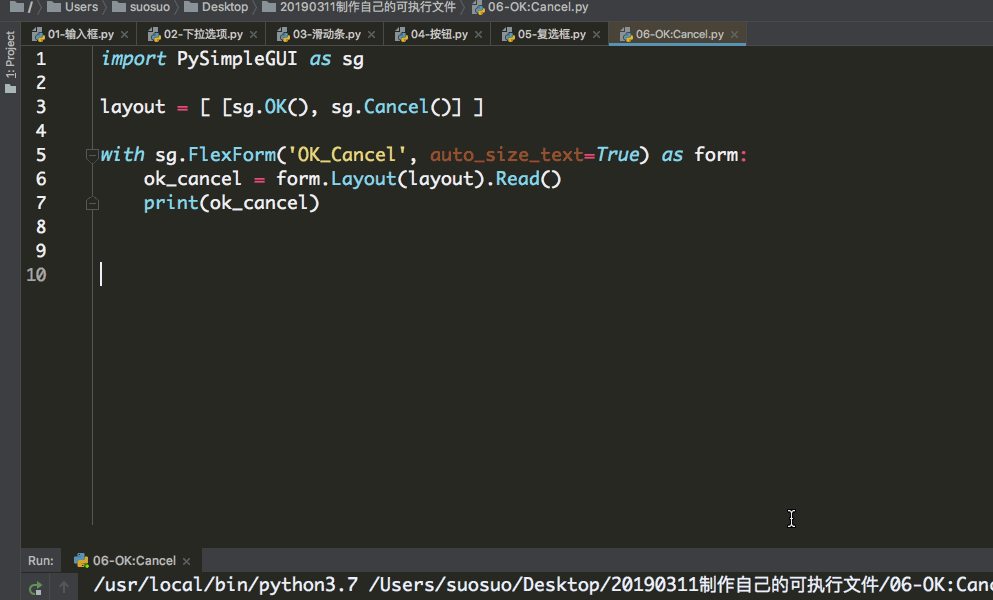 / Users suosuo Desktop 20190311制作自己的可执行文件 06-OK:Cancel.py
01-输入框.py 02-下拉选项.py 03-滑动条.py 04-按钮.py 05-复选框.py 06-OK:Cancel.py
1: Project
1 import PySimpleGUI as sg
2
3 layout = [ [sg.OK(), sg.Cancel()] ]
4
5 with sg.FlexForm('OK_Cancel', auto_size_text=True) as form:
6 ok_cancel = form.Layout(layout).Read()
7 print(ok_cancel)
8
9
10
Run: 06-OK:Cancel
/usr/local/bin/python3.7 /Users/suosuo/Desktop/20190311制作自己的可执行文件/06-OK:Canc